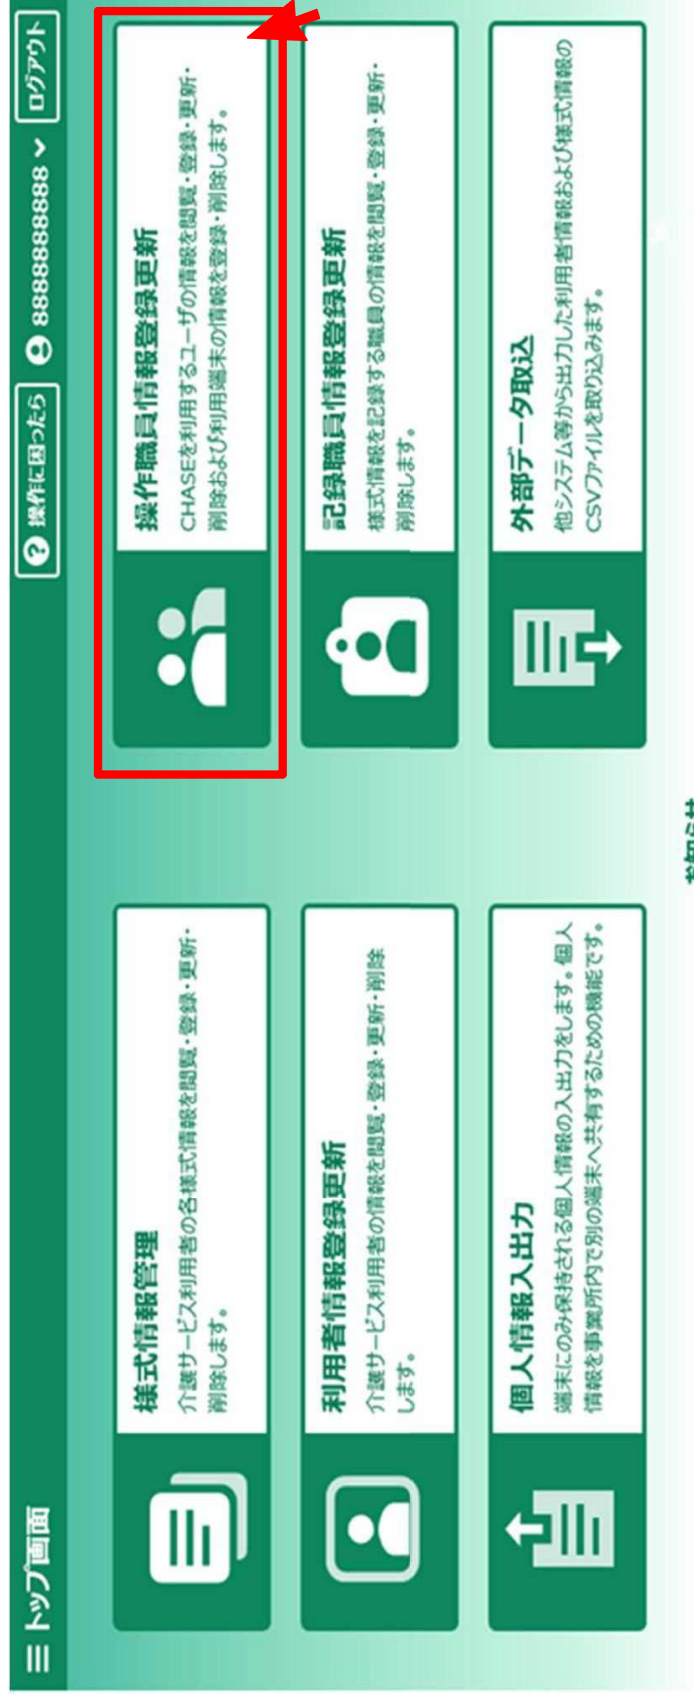 トップ画面
? 操作に困ったら
88888888888
ログアウト
様式情報管理
介護サービス利用者の各様式情報を閲覧・登録・更新・
削除します。
操作職員情報登録更新
CHASEを利用するユーザの情報を閲覧・登録・更新・
削除および利用端末の情報を登録・削除します。
利用者情報登録更新
介護サービス利用者の情報を閲覧・登録・更新・削除
します。
記録職員情報登録更新
様式情報を記録する職員の情報を閲覧・登録・更新・
削除します。
個人情報入出力
端末にのみ保持される個人情報の入出力をします。個人
情報を事業所内で別の端末へ共有するための機能です。
外部データ取込
他システム等から出力した利用者情報および様式情報の
CSVファイルを取り込みます。
お知らせ